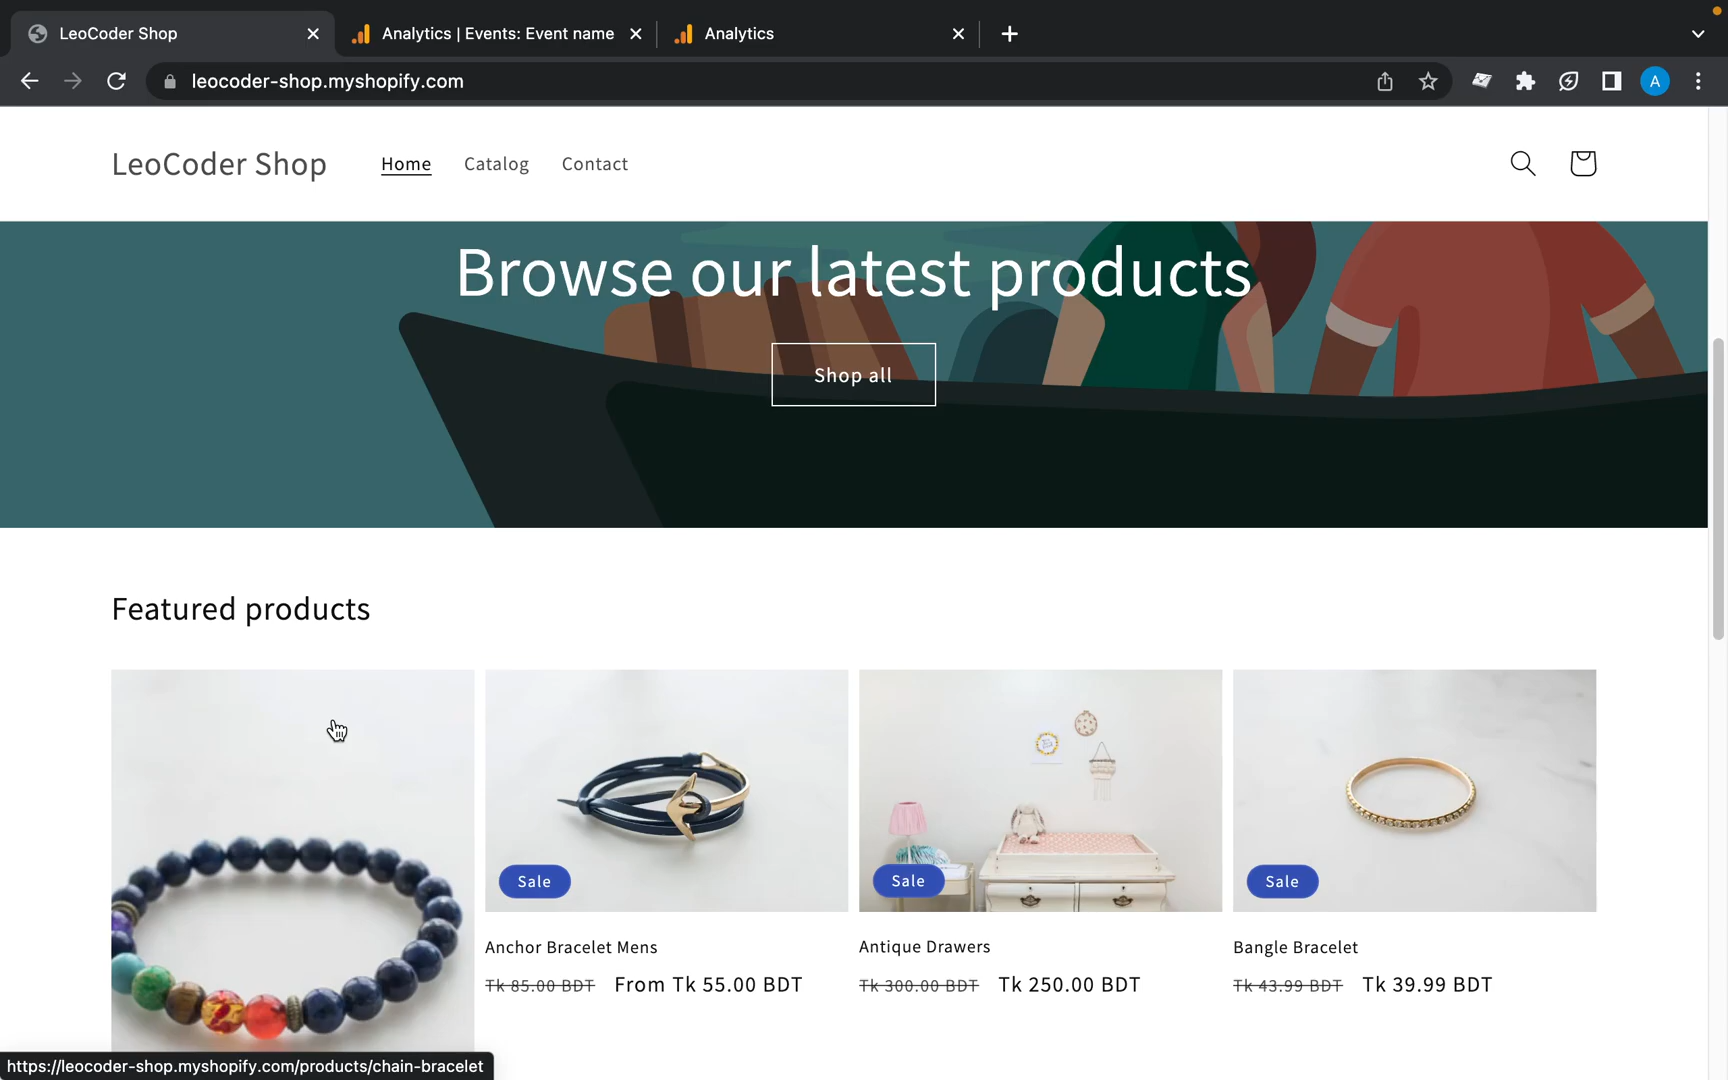 LeoCoder Shop
Analytics | Events: Event name
Analytics
leocoder-shop.myshopify.com
A
LeoCoder Shop
Home
Catalog
Contact
Browse our latest products
Shop all
Featured products
Sale
Sale
Sale
Anchor Bracelet Mens
Antique Drawers
Bangle Bracelet
Tk 85.00 BDT From Tk 55.00 BDT
Tk 300.00 BDT Tk 250.00 BDT
Tk 43.99 BDT Tk 39.99 BDT
https://leocoder-shop.myshopify.com/products/chain-bracelet